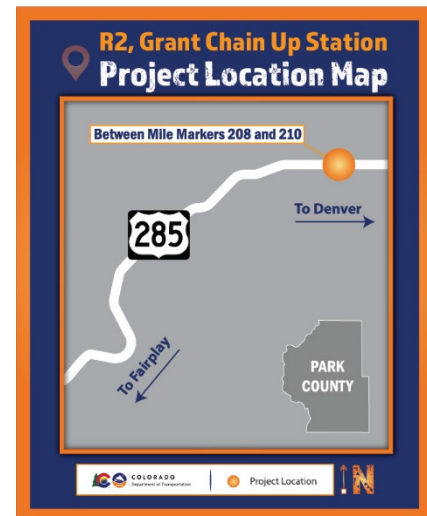 R2, Grant Chain Up Station
Project Location Map
Between Mile Markers 208 and 210
To Denver
285
To Fairplay
PARK
COUNTY
COLORADO
Department of Transportation
Project Location
N